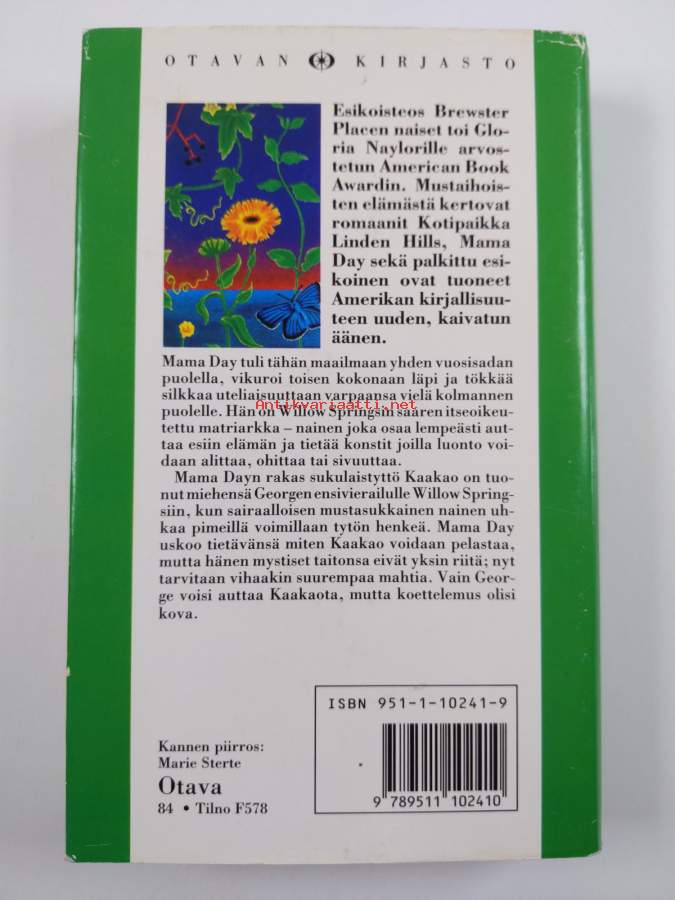 OTAVAN KIRJASTO
Esikoisteos Brewster
Placen naiset toi Glo-
ria Naylorille arvos-
tetun American Book
Awardin. Mustaihois-
ten elämästä kertovat
romaanit Kotipaikka
Linden Hills, Mama
Day sekä palkittu esi-
koinen ovat tuoneet
Amerikan kirjallisuu-
teen uuden, kaivatun
äänen.
Mama Day tuli tähän maailmaan yhden vuosisadan
puolella, vikuroi toisen kokonaan läpi ja tökkää
silkkaa uteliaisuuttaan varpaansa vielä kolmannen
Antikvariaatti.net
puolelle. Hän on Willow Springsin saaren itseoikeu-
tettu matriarkka – nainen joka osaa lempeästi aut-
taa esiin elämän ja tietää konstit joilla luonto voi-
daan alittaa, ohittaa tai sivuuttaa.
Mama Dayn rakas sukulaistyttö Kaakao on tuo-
nut miehensä Georgen ensivierailulle Willow Spring-
siin, kun sairaalloisen mustasukkainen nainen uh-
kaa pimeillä voimillaan tytön henkeä. Mama Day
uskoo tietävänsä miten Kaakao voidaan pelastaa,
mutta hänen mystiset taitonsa eivät yksin riitä; nyt
tarvitaan vihaakin suurempaa mahtia. Vain Geor-
ge voisi auttaa Kaakaota, mutta koettelemus olisi
kova.
ISBN 951-1-10241-9
9 789511 102410
Kannen piirros:
Marie Sterte
Otava
84 • Tilno F578